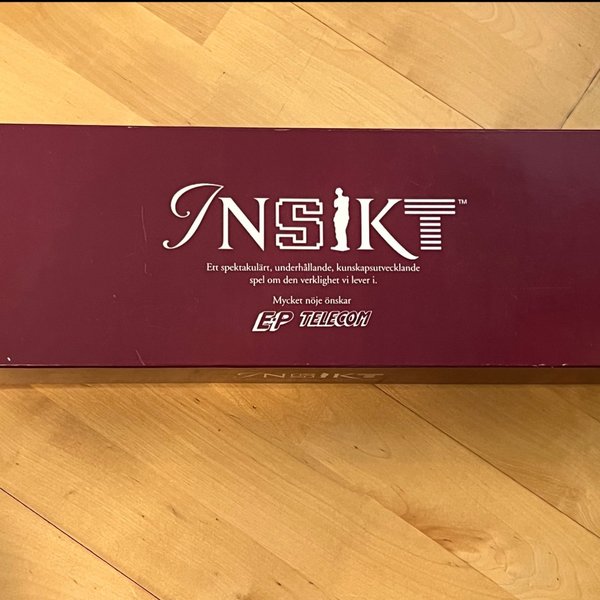 INSIKT™
Ett spektakulärt, underhållande, kunskapsutvecklande
spel om den verklighet vi lever i.
Mycket nöje önskar
E·P TELECOM
INSIKT